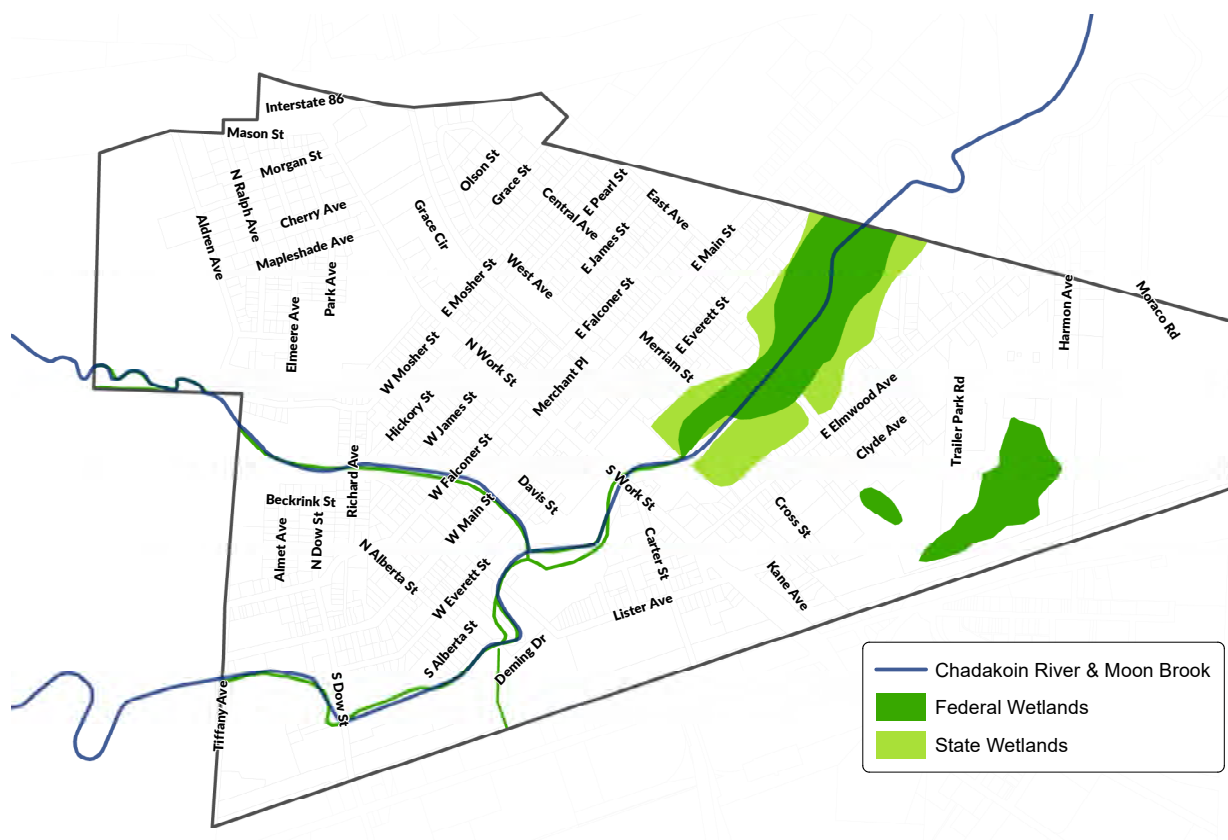 Interstate 86
Mason St
Morgan St
N Ralph Ave
Cherry Ave
Aldren Ave
Mapleshade Ave
Park Ave
Elmeere Ave
Grace Cir
Olson St
Grace St
E Pearl St
Central Ave
East Ave
E James St
E Main St
West Ave
E Mosher St
E Falconer St
E Everett St
Merriam St
W Mosher St
N Work St
Merchant Pl
Hickory St
W James St
Harmon Ave
Moraco Rd
E Elmwood Ave
Clyde Ave
Trailer Park Rd
W Falconer St
Richard Ave
Beckrink St
Almet Ave
N Dow St
W Main St
Davis St
S Work St
Cross St
N Alberta St
W Everett St
Carter St
Kane Ave
Lister Ave
S Alberta St
Deming Dr
S Dow St
Tiffany Ave
Chadakoin River & Moon Brook
Federal Wetlands
State Wetlands